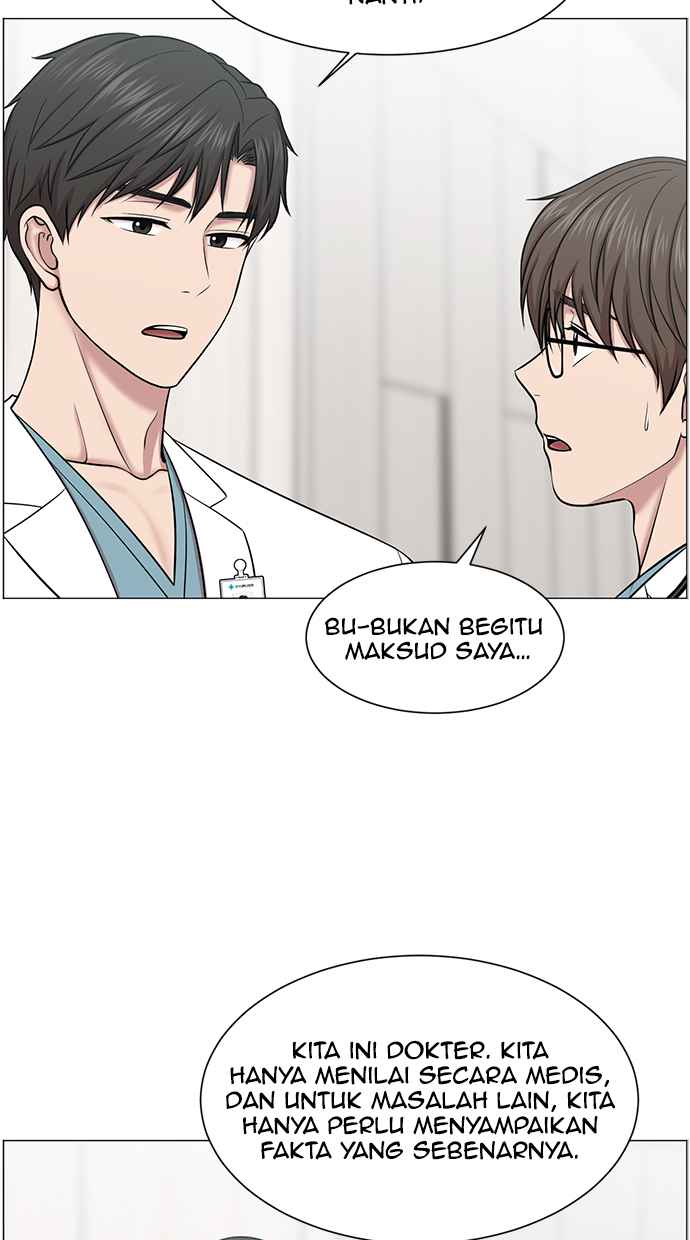 BU-BUKAN BEGITU
MAKSUD SAYA...
KITA INI DOKTER. KITA
HANYA MENILAI SECARA MEDIS,
DAN UNTUK MASALAH LAIN, KITA
HANYA PERLU MENYAMPAIKAN
FAKTA YANG SEBENARNYA.